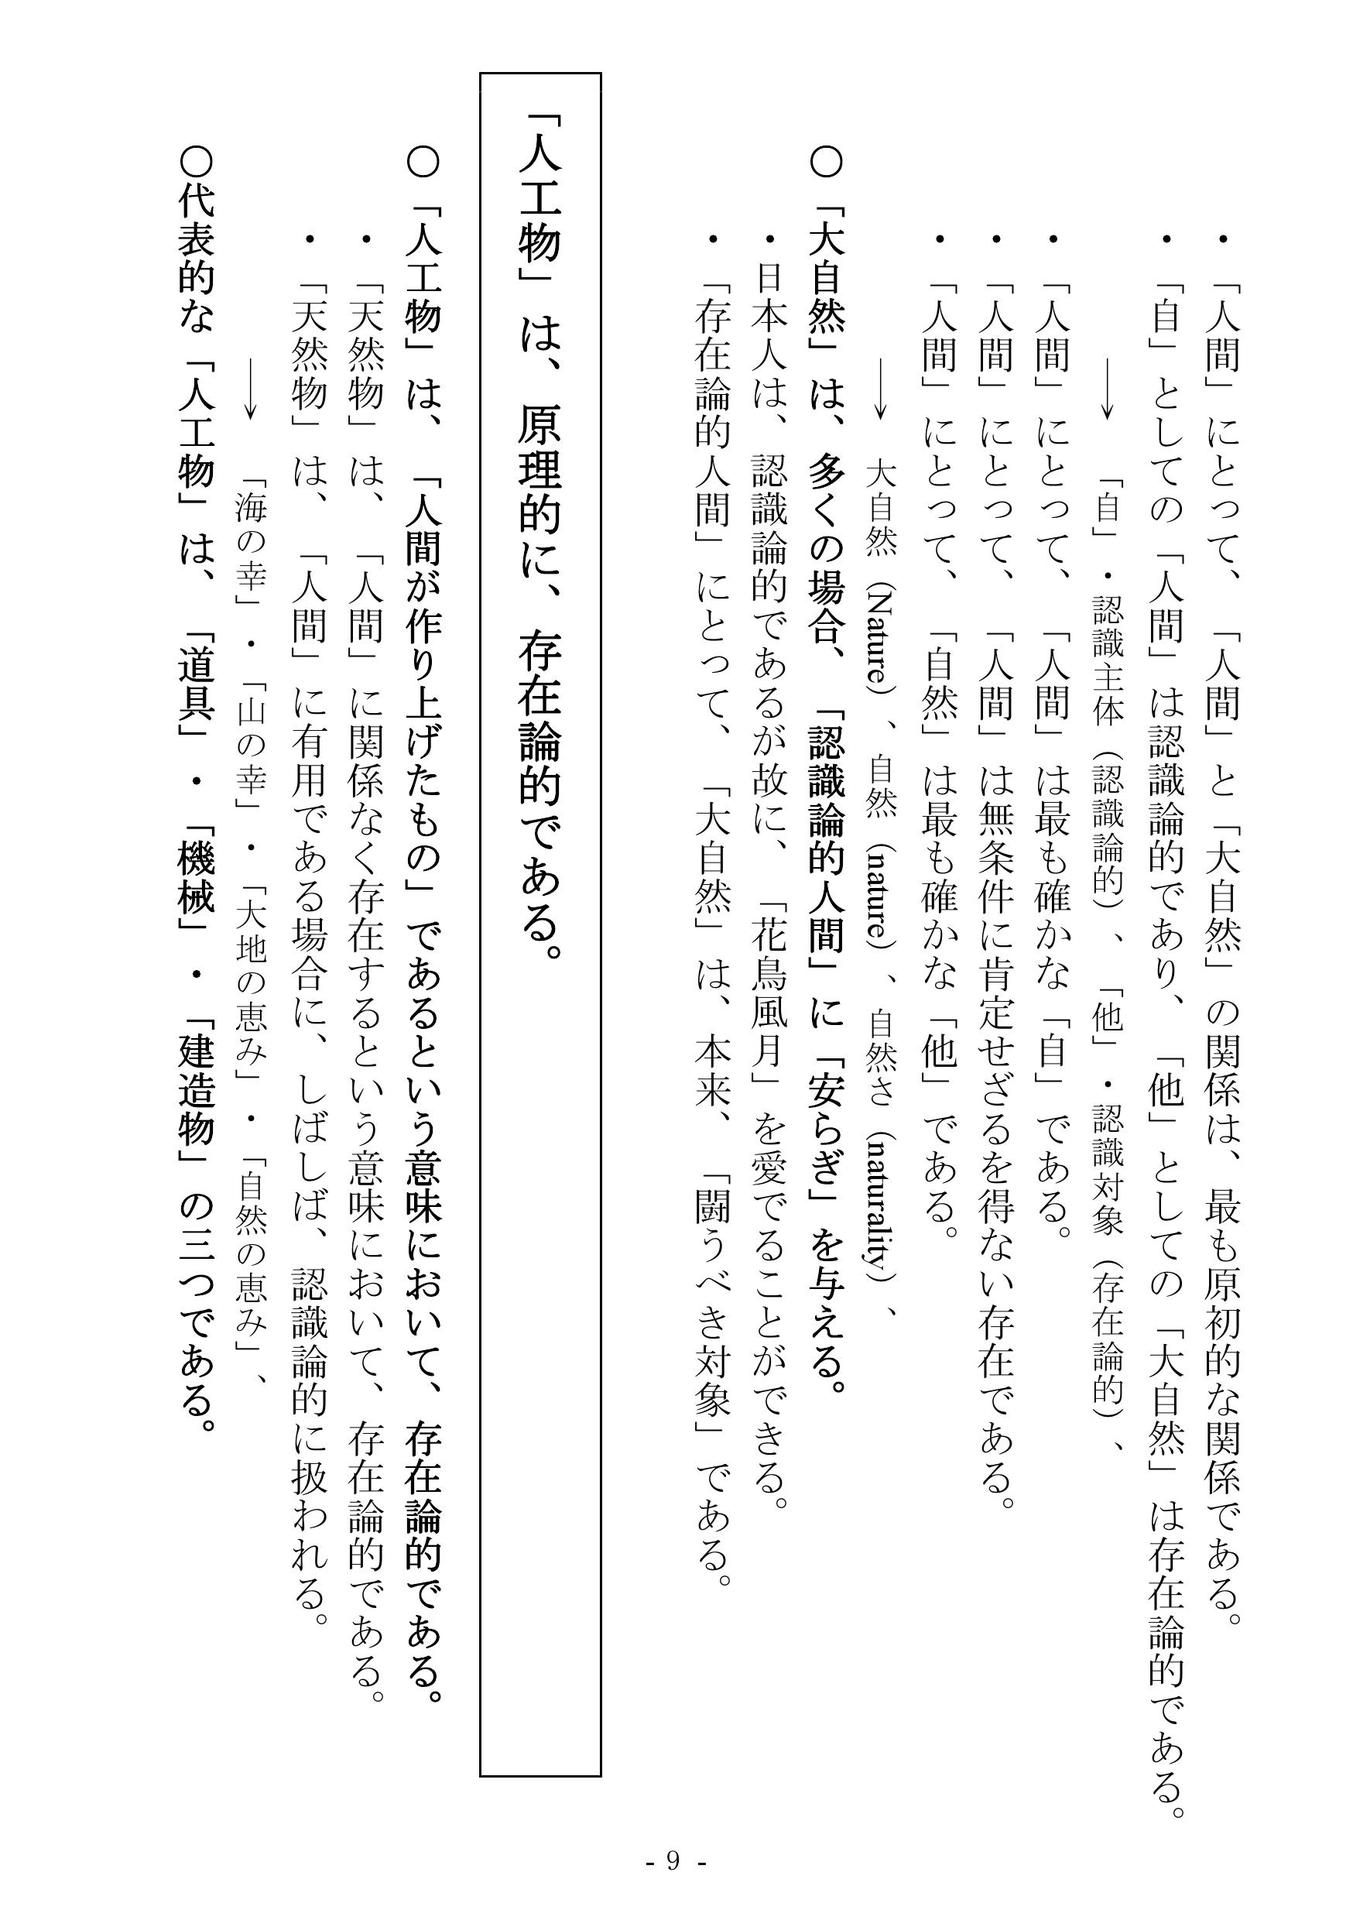 ・「人間」にとって、「人間」と「大自然」の関係は、最も原初的な関係である。
・「自」としての「人間」は認識論的であり、「他」としての「大自然」は存在論的である。
→「自」・認識主体（認識論的）、「他」・認識対象（存在論的）、
・「人間」にとって、「人間」は最も確かな「自」である。
・「人間」にとって、「人間」は無条件に肯定せざるを得ない存在である。
・「人間」にとって、「自然」は最も確かな「他」である。
→大自然（Nature）、自然（nature）、自然さ（naturality）、
〇「大自然」は、多くの場合、「認識論的人間」に「安らぎ」を与える。
・日本人は、認識論的であるが故に、「花鳥風月」を愛でることができる。
・「存在論的人間」にとって、「大自然」は、本来、「闘うべき対象」である。
「人工物」は、原理的に、存在論的である。
〇「人工物」は、「人間が作り上げたもの」であるという意味において、存在論的である。
・「天然物」は、「人間」に関係なく存在するという意味において、存在論的である。
・「天然物」は、「人間」に有用である場合に、しばしば、認識論的に扱われる。
→「海の幸」・「山の幸」・「大地の恵み」・「自然の恵み」、
〇代表的な「人工物」は、「道具」・「機械」・「建造物」の三つである。
- 9 -